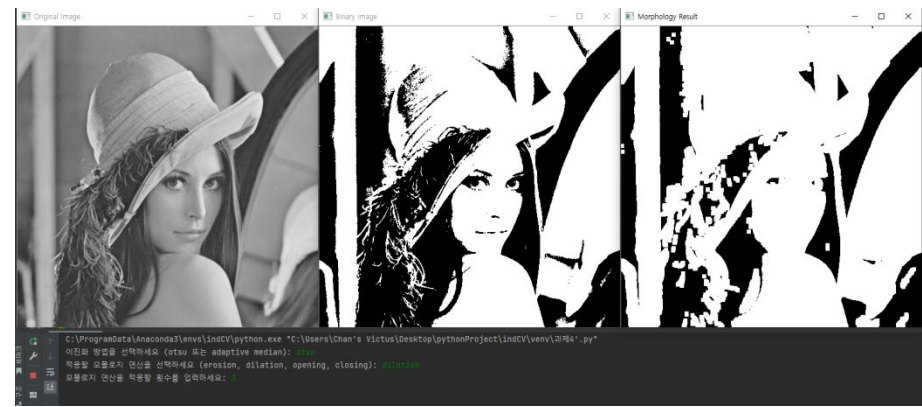 Original Image
Binary Image
Morphology Result
C:\ProgramData\Anaconda3\envs\indCV\python.exe "C:\Users\Chan's Victus\Desktop\pythonProject\indCV\venv\과제4'.py"
이진화 방법을 선택하세요 (otsu 또는 adaptive median): otsu
적용할 모폴로지 연산을 선택하세요 (erosion, dilation, opening, closing): dilation
모폴로지 연산을 적용할 횟수를 입력하세요: